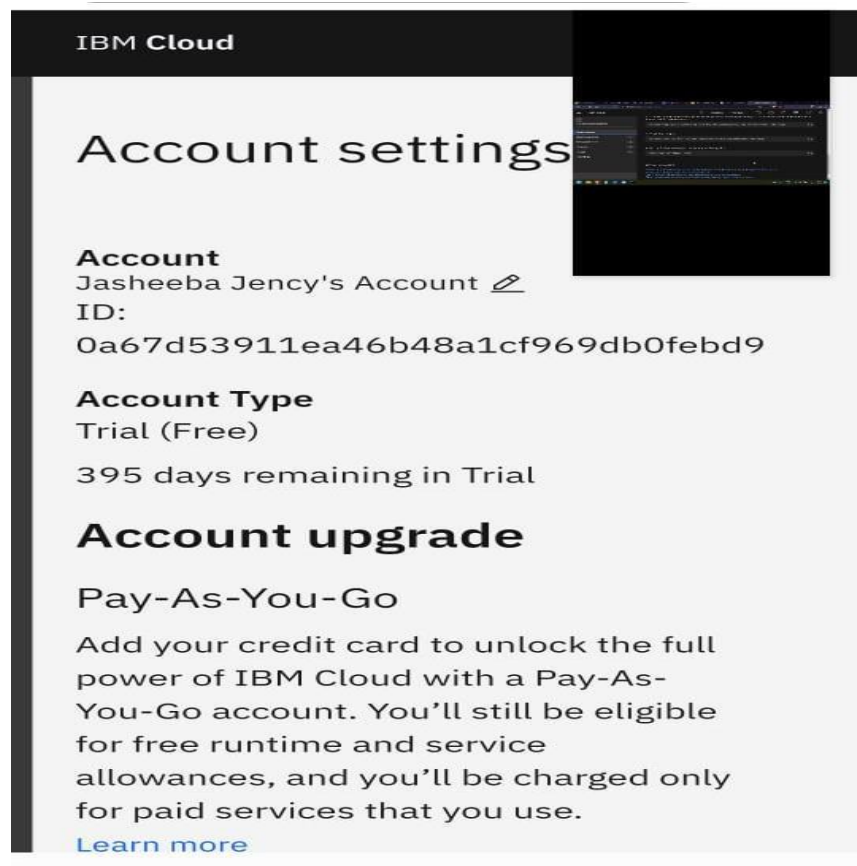 IBM Cloud
Account settings
Account
Jasheeba Jency's Account
ID:
0a67d53911ea46b48a1cf969db0febd9
Account Type
Trial (Free)
395 days remaining in Trial
Account upgrade
Pay-As-You-Go
Add your credit card to unlock the full
power of IBM Cloud with a Pay-As-
You-Go account. You’ll still be eligible
for free runtime and service
allowances, and you’ll be charged only
for paid services that you use.
Learn more